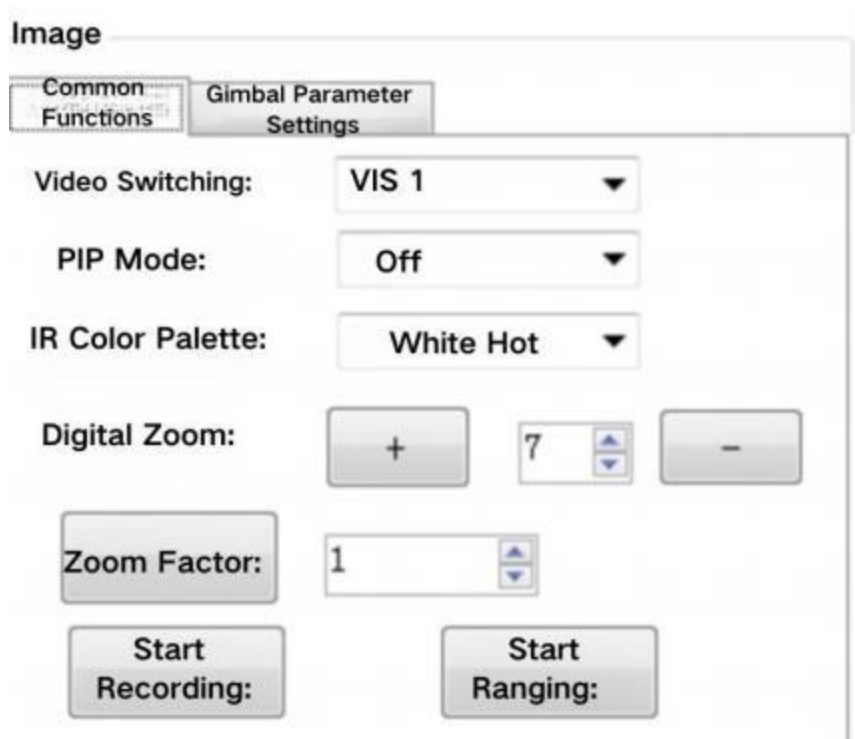 Image
Common
Functions
Gimbal Parameter
Settings
Video Switching:
VIS 1
PIP Mode:
Off
IR Color Palette:
White Hot
Digital Zoom:
+
7
−
Zoom Factor:
1
Start
Recording:
Start
Ranging: